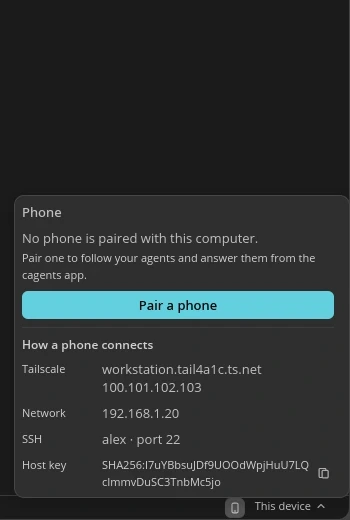 Phone
No phone is paired with this computer.
Pair one to follow your agents and answer them from the
cagents app.
Pair a phone
How a phone connects
Tailscale workstation.tail4a1c.ts.net
100.101.102.103
Network 192.168.1.20
SSH alex · port 22
Host key SHA256:I7uYBbsuJDf9UOOdWpjHuU7LQ
cImmvDuSC3TnbMc5jo
This device